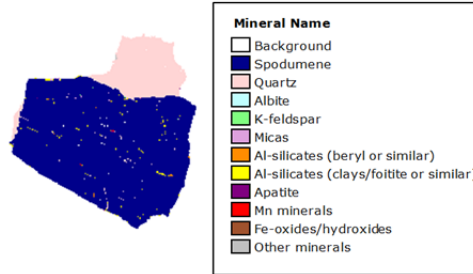 Mineral Name
Background
Spodumene
Quartz
Albite
K-feldspar
Micas
Al-silicates (beryl or similar)
Al-silicates (clays/foitite or similar)
Apatite
Mn minerals
Fe-oxides/hydroxides
Other minerals